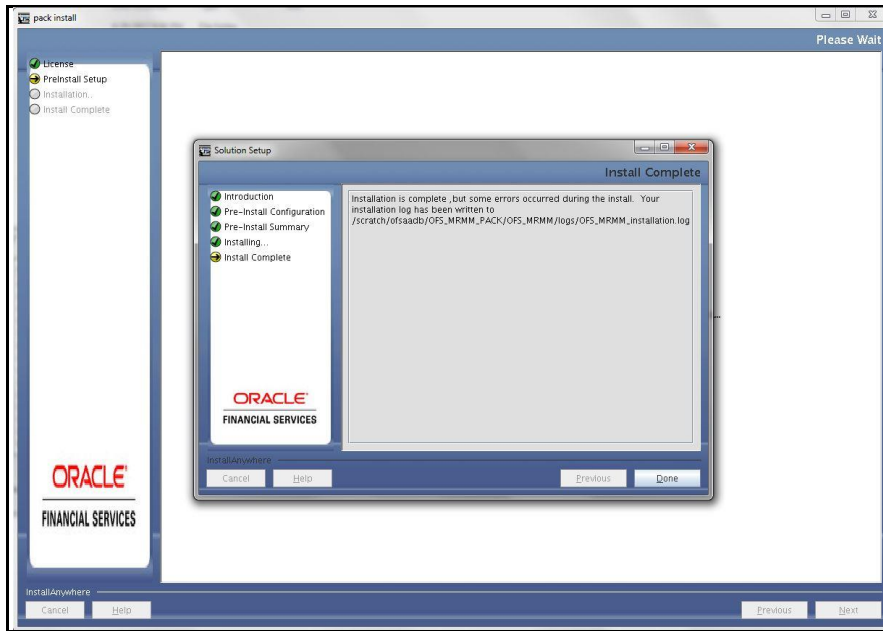 pack install
Please Wait
License
PreInstall Setup
Installation..
Install Complete
Solution Setup
Install Complete
Introduction
Pre-Install Configuration
Pre-Install Summary
Installing...
Install Complete
Installation is complete ,but some errors occurred during the install. Your
installation log has been written to
/scratch/ofsaadb/OFS_MRMM_PACK/OFS_MRMM/logs/OFS_MRMM_installation.log
...
ORACLE
FINANCIAL SERVICES
InstallAnywhere
Cancel Help Previous Done
ORACLE
FINANCIAL SERVICES
InstallAnywhere
Cancel Help Previous Next